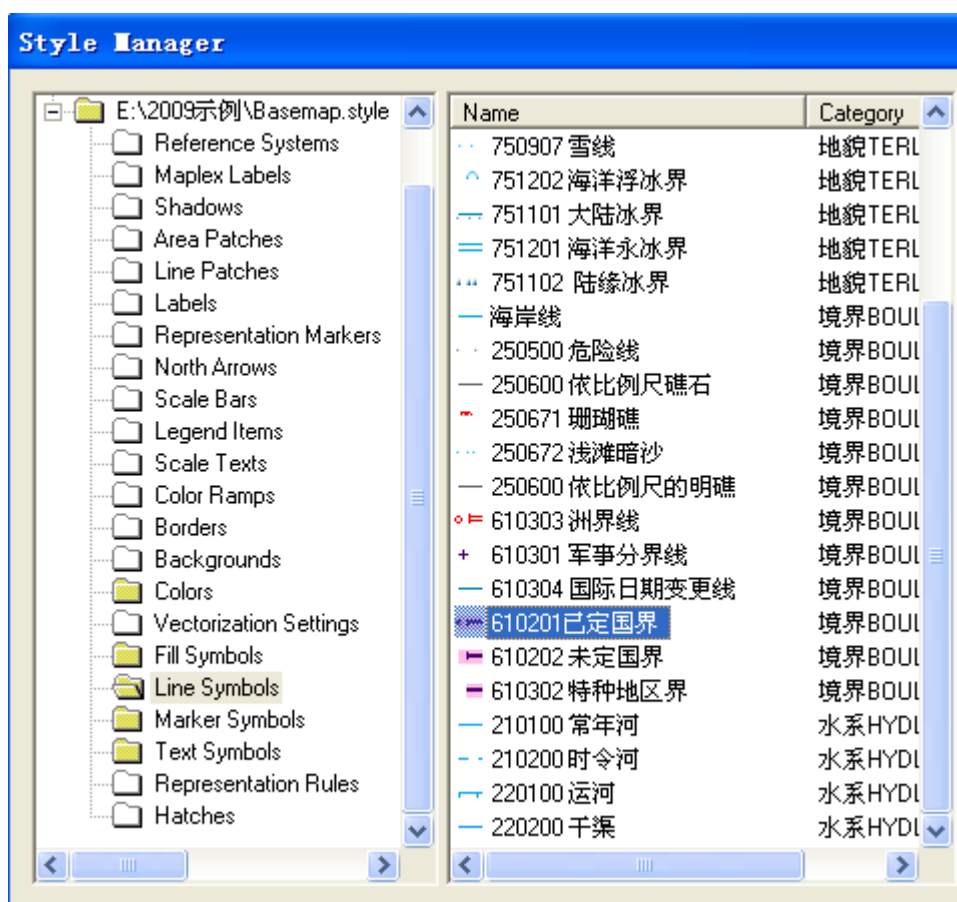 Style Manager
E:\2009示例\Basemap.style
Reference Systems
Maplex Labels
Shadows
Area Patches
Line Patches
Labels
Representation Markers
North Arrows
Scale Bars
Legend Items
Scale Texts
Color Ramps
Borders
Backgrounds
Colors
Vectorization Settings
Fill Symbols
Line Symbols
Marker Symbols
Text Symbols
Representation Rules
Hatches
Name Category
750907 雪线 地貌TERL
751202 海洋浮冰界 地貌TERL
751101 大陆冰界 地貌TERL
751201 海洋永冰界 地貌TERL
751102 陆缘冰界 地貌TERL
海岸线 境界BOUL
250500 危险线 境界BOUL
250600 依比例尺礁石 境界BOUL
250671 珊瑚礁 境界BOUL
250672 浅滩暗沙 境界BOUL
250600 依比例尺的明礁 境界BOUL
610303 洲界线 境界BOUL
610301 军事分界线 境界BOUL
610304 国际日期变更线 境界BOUL
610201已定国界 境界BOUL
610202 未定国界 境界BOUL
610302 特种地区界 境界BOUL
210100 常年河 水系HYDL
210200 时令河 水系HYDL
220100 运河 水系HYDL
220200 干渠 水系HYDL